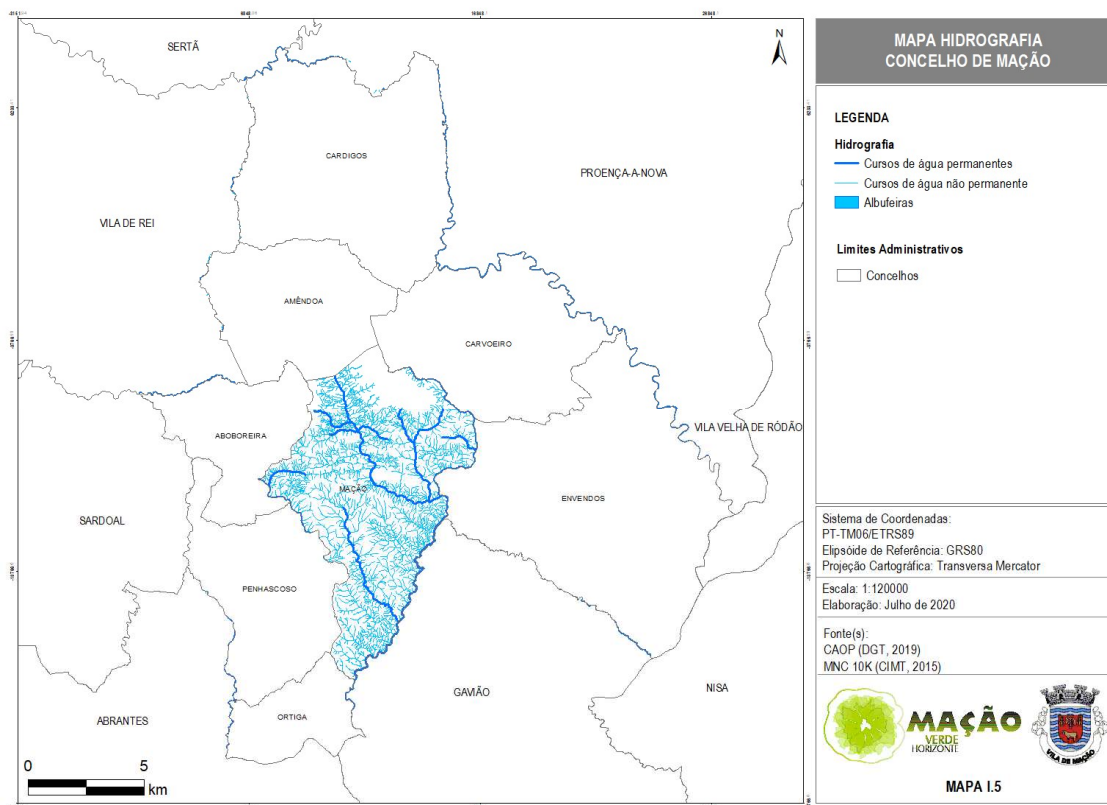 N
SERTÃ
CARDIGOS
PROENÇA-A-NOVA
VILA DE REI
AMÊNDOA
CARVOEIRO
ABOBOREIRA
VILA VELHA DE RÓDÃO
MAÇÃO
ENVENDOS
SARDOAL
PENHASCOSO
GAVIÃO
NISA
ABRANTES
ORTIGA
0 5
km
MAPA HIDROGRAFIA
CONCELHO DE MAÇÃO
LEGENDA
Hidrografia
Cursos de água permanentes
Cursos de água não permanente
Albufeiras
Limites Administrativos
Concelhos
Sistema de Coordenadas:
PT-TM06/ETRS89
Elipsóide de Referência: GRS80
Projeção Cartográfica: Transversa Mercator
Escala: 1:120000
Elaboração: Julho de 2020
Fonte(s):
CAOP (DGT, 2019)
MNC 10K (CIMT, 2015)
MAÇÃO
VERDE
HORIZONTE
VILA DE MAÇÃO
MAPA I.5